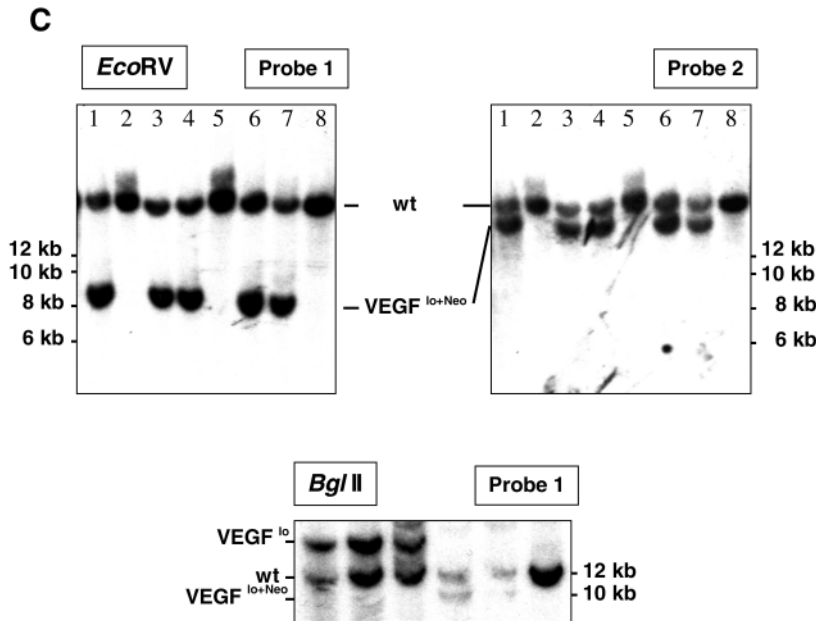 C
EcoRV
Probe 1
Probe 2
1 2 3 4 5 6 7 8
1 2 3 4 5 6 7 8
wt
12 kb
10 kb
8 kb
6 kb
VEGF lo+Neo
12 kb
10 kb
8 kb
6 kb
Bgl II
Probe 1
VEGF lo
wt
VEGF lo+Neo
12 kb
10 kb